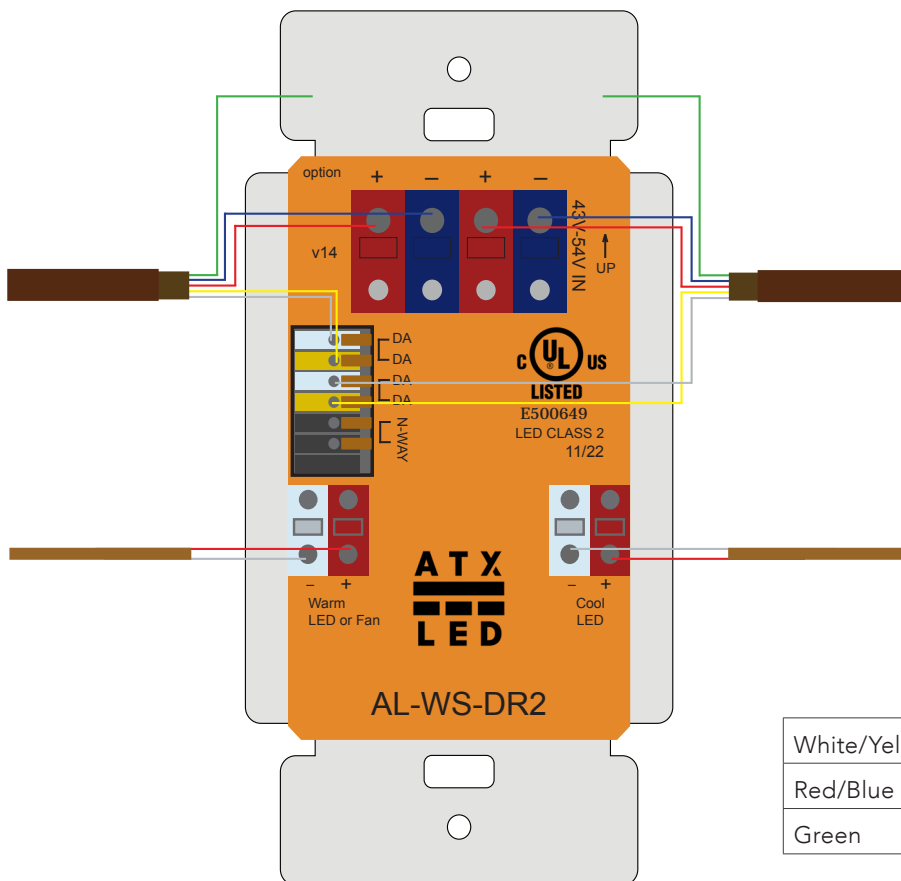 option + − + −
v14
43V-54V IN
UP
DA
DA
DA
DA
N-WAY
C UL® US
LISTED
E500649
LED CLASS 2
11/22
− +
Warm
LED or Fan
− +
Cool
LED
ATX
LED
AL-WS-DR2
White/Yel
Red/Blue
Green